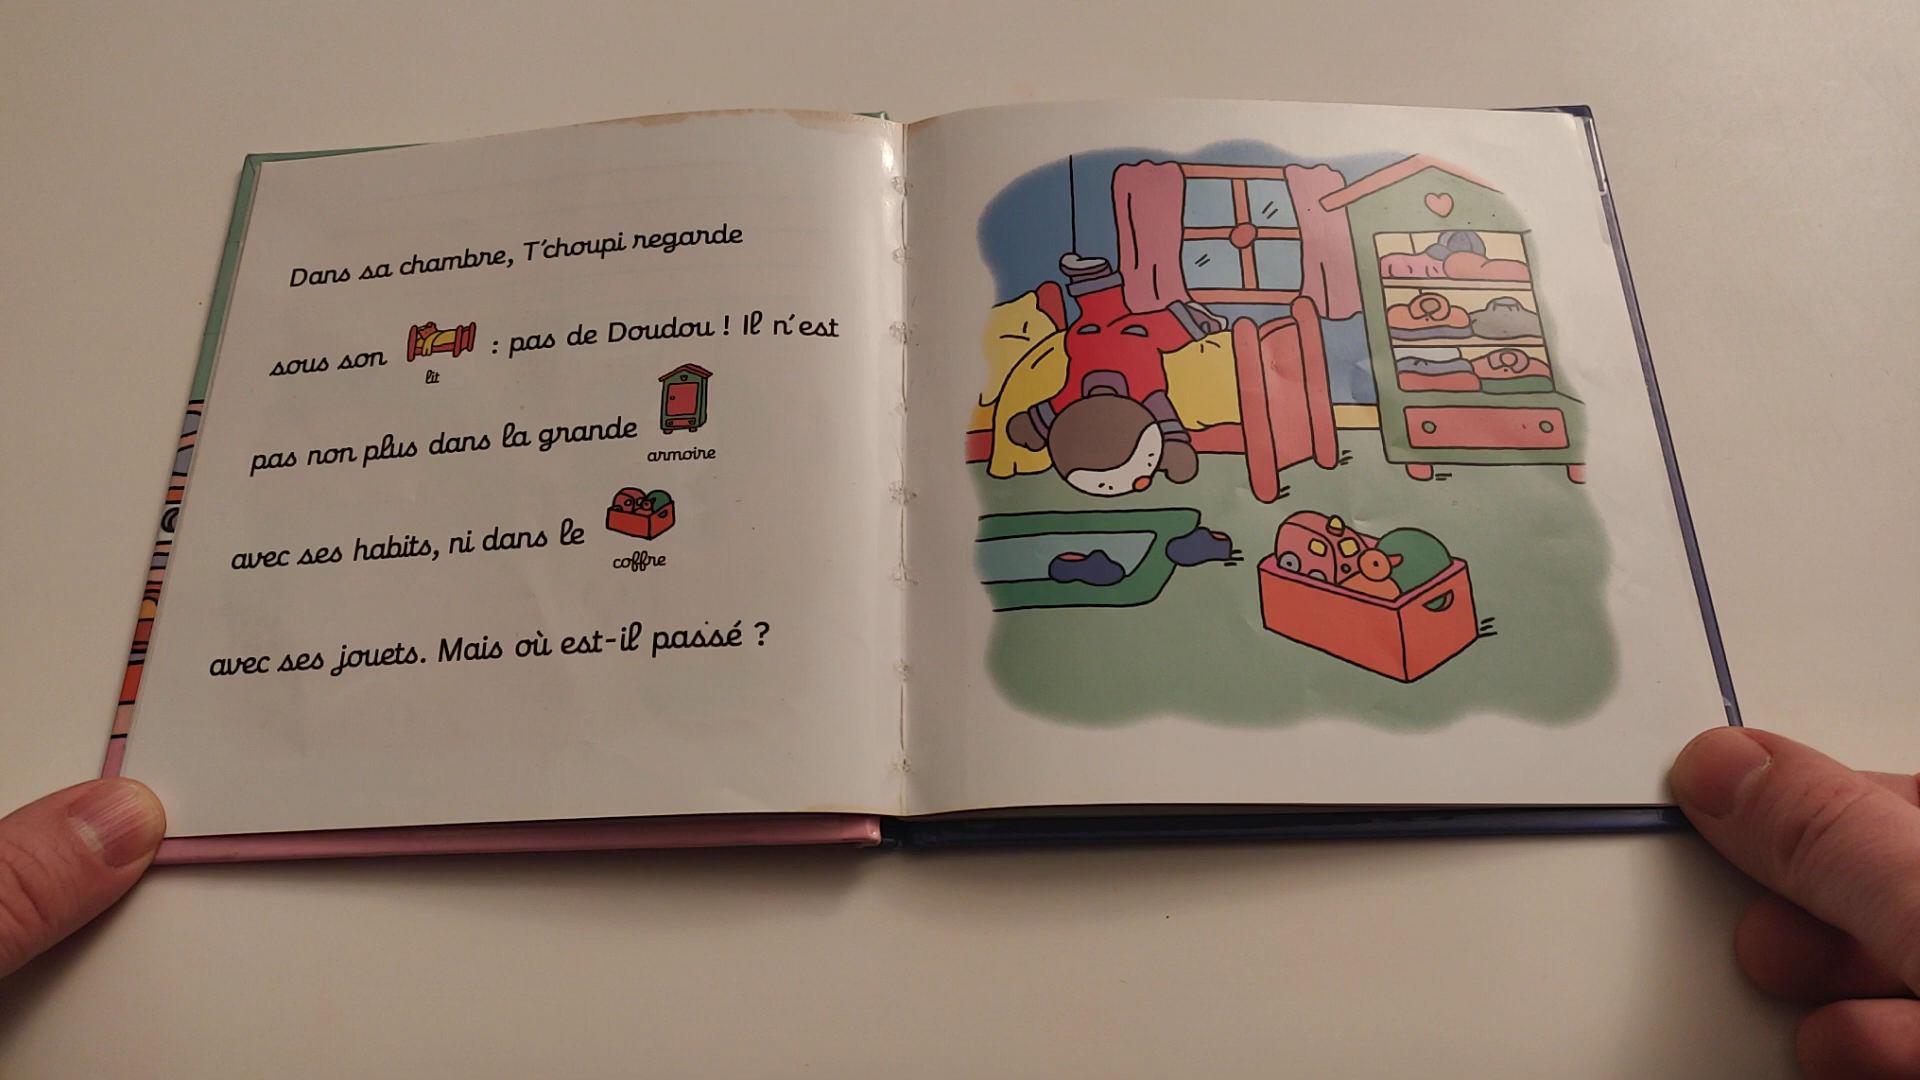 Dans sa chambre, T'choupi regarde
sous son : pas de Doudou ! Il n'est
lit
pas non plus dans la grande
armoire
avec ses habits, ni dans le
coffre
avec ses jouets. Mais où est-il passé ?